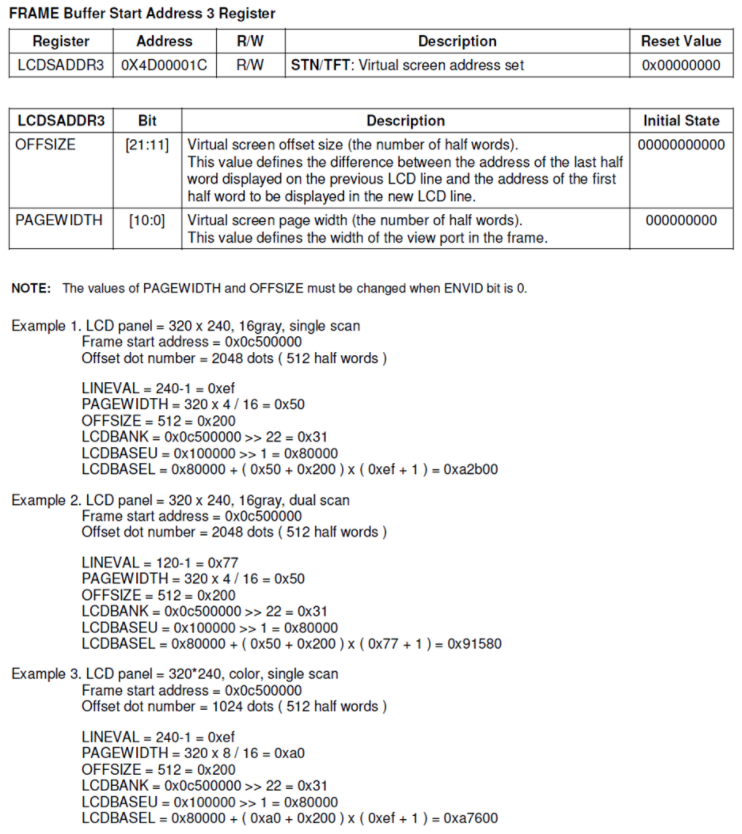 FRAME Buffer Start Address 3 Register
Register Address R/W Description Reset Value
LCDSADDR3 0X4D00001C R/W STN/TFT: Virtual screen address set 0x00000000
LCDSADDR3 Bit Description Initial State
OFFSIZE [21:11] Virtual screen offset size (the number of half words). 00000000000
This value defines the difference between the address of the last half
word displayed on the previous LCD line and the address of the first
half word to be displayed in the new LCD line.
PAGEWIDTH [10:0] Virtual screen page width (the number of half words). 000000000
This value defines the width of the view port in the frame.
NOTE: The values of PAGEWIDTH and OFFSIZE must be changed when ENVID bit is 0.
Example 1. LCD panel = 320 x 240, 16gray, single scan
Frame start address = 0x0c500000
Offset dot number = 2048 dots ( 512 half words )
LINEVAL = 240-1 = 0xef
PAGEWIDTH = 320 x 4 / 16 = 0x50
OFFSIZE = 512 = 0x200
LCDBANK = 0x0c500000 >> 22 = 0x31
LCDBASEU = 0x100000 >> 1 = 0x80000
LCDBASEL = 0x80000 + ( 0x50 + 0x200 ) x ( 0xef + 1 ) = 0xa2b00
Example 2. LCD panel = 320 x 240, 16gray, dual scan
Frame start address = 0x0c500000
Offset dot number = 2048 dots ( 512 half words )
LINEVAL = 120-1 = 0x77
PAGEWIDTH = 320 x 4 / 16 = 0x50
OFFSIZE = 512 = 0x200
LCDBANK = 0x0c500000 >> 22 = 0x31
LCDBASEU = 0x100000 >> 1 = 0x80000
LCDBASEL = 0x80000 + ( 0x50 + 0x200 ) x ( 0x77 + 1 ) = 0x91580
Example 3. LCD panel = 320*240, color, single scan
Frame start address = 0x0c500000
Offset dot number = 1024 dots ( 512 half words )
LINEVAL = 240-1 = 0xef
PAGEWIDTH = 320 x 8 / 16 = 0xa0
OFFSIZE = 512 = 0x200
LCDBANK = 0x0c500000 >> 22 = 0x31
LCDBASEU = 0x100000 >> 1 = 0x80000
LCDBASEL = 0x80000 + ( 0xa0 + 0x200 ) x ( 0xef + 1 ) = 0xa7600